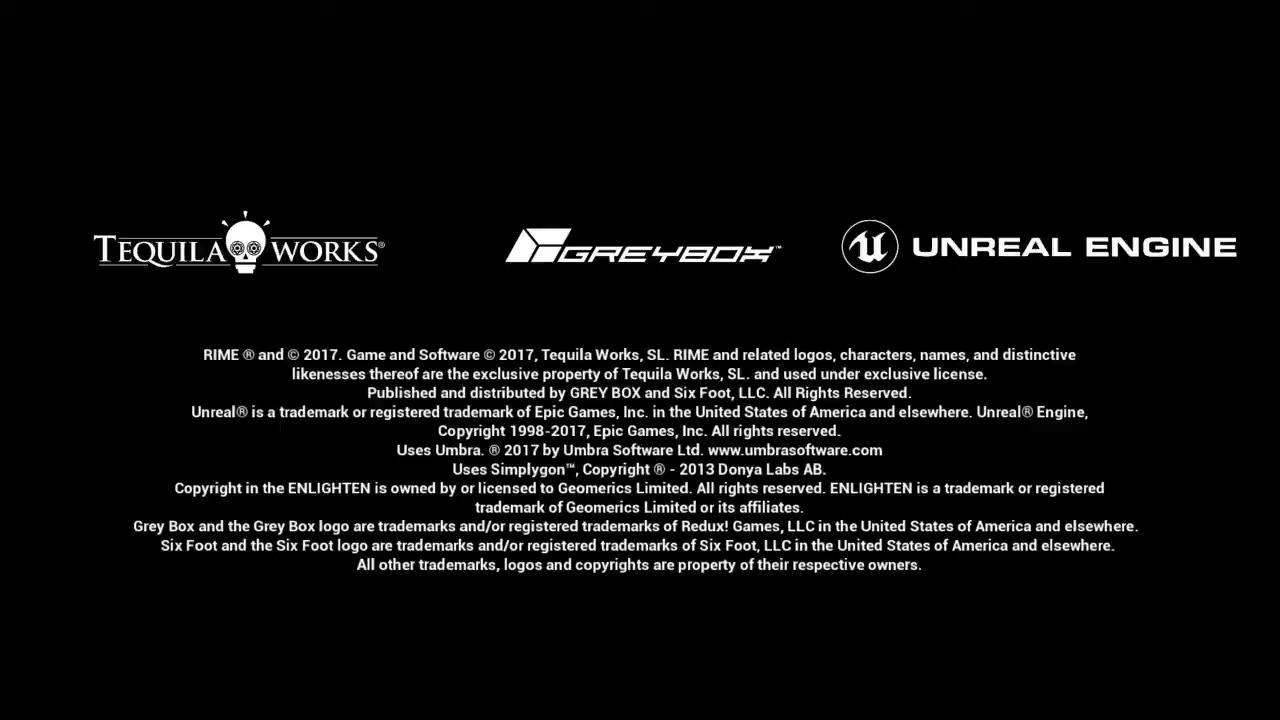 TEQUILA WORKS®
GREYBOX™
UNREAL ENGINE
RIME ® and © 2017. Game and Software © 2017, Tequila Works, SL. RIME and related logos, characters, names, and distinctive
likenesses thereof are the exclusive property of Tequila Works, SL. and used under exclusive license.
Published and distributed by GREY BOX and Six Foot, LLC. All Rights Reserved.
Unreal® is a trademark or registered trademark of Epic Games, Inc. in the United States of America and elsewhere. Unreal® Engine,
Copyright 1998-2017, Epic Games, Inc. All rights reserved.
Uses Umbra. ® 2017 by Umbra Software Ltd. www.umbrasoftware.com
Uses Simplygon™, Copyright ® - 2013 Donya Labs AB.
Copyright in the ENLIGHTEN is owned by or licensed to Geomerics Limited. All rights reserved. ENLIGHTEN is a trademark or registered
trademark of Geomerics Limited or its affiliates.
Grey Box and the Grey Box logo are trademarks and/or registered trademarks of Redux! Games, LLC in the United States of America and elsewhere.
Six Foot and the Six Foot logo are trademarks and/or registered trademarks of Six Foot, LLC in the United States of America and elsewhere.
All other trademarks, logos and copyrights are property of their respective owners.